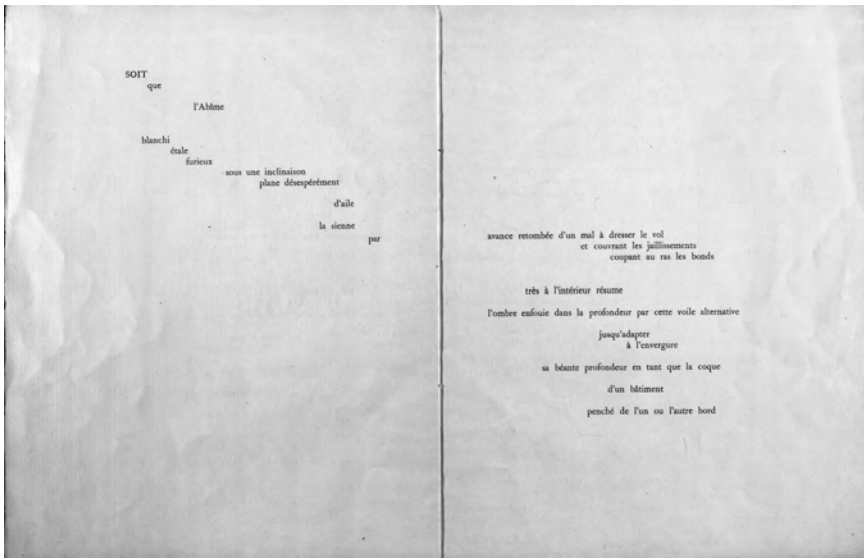 SOIT
que
l'Abîme
blanchi
étale
furieux
sous une inclinaison
plane désespérément
d'aile
la sienne
par
avance retombée d'un mal à dresser le vol
et couvrant les jaillissements
coupant au ras les bonds
très à l'intérieur résume
l'ombre enfouie dans la profondeur par cette voile alternative
jusqu'adapter
à l'envergure
sa béante profondeur en tant que la coque
d'un bâtiment
penché de l'un ou l'autre bord